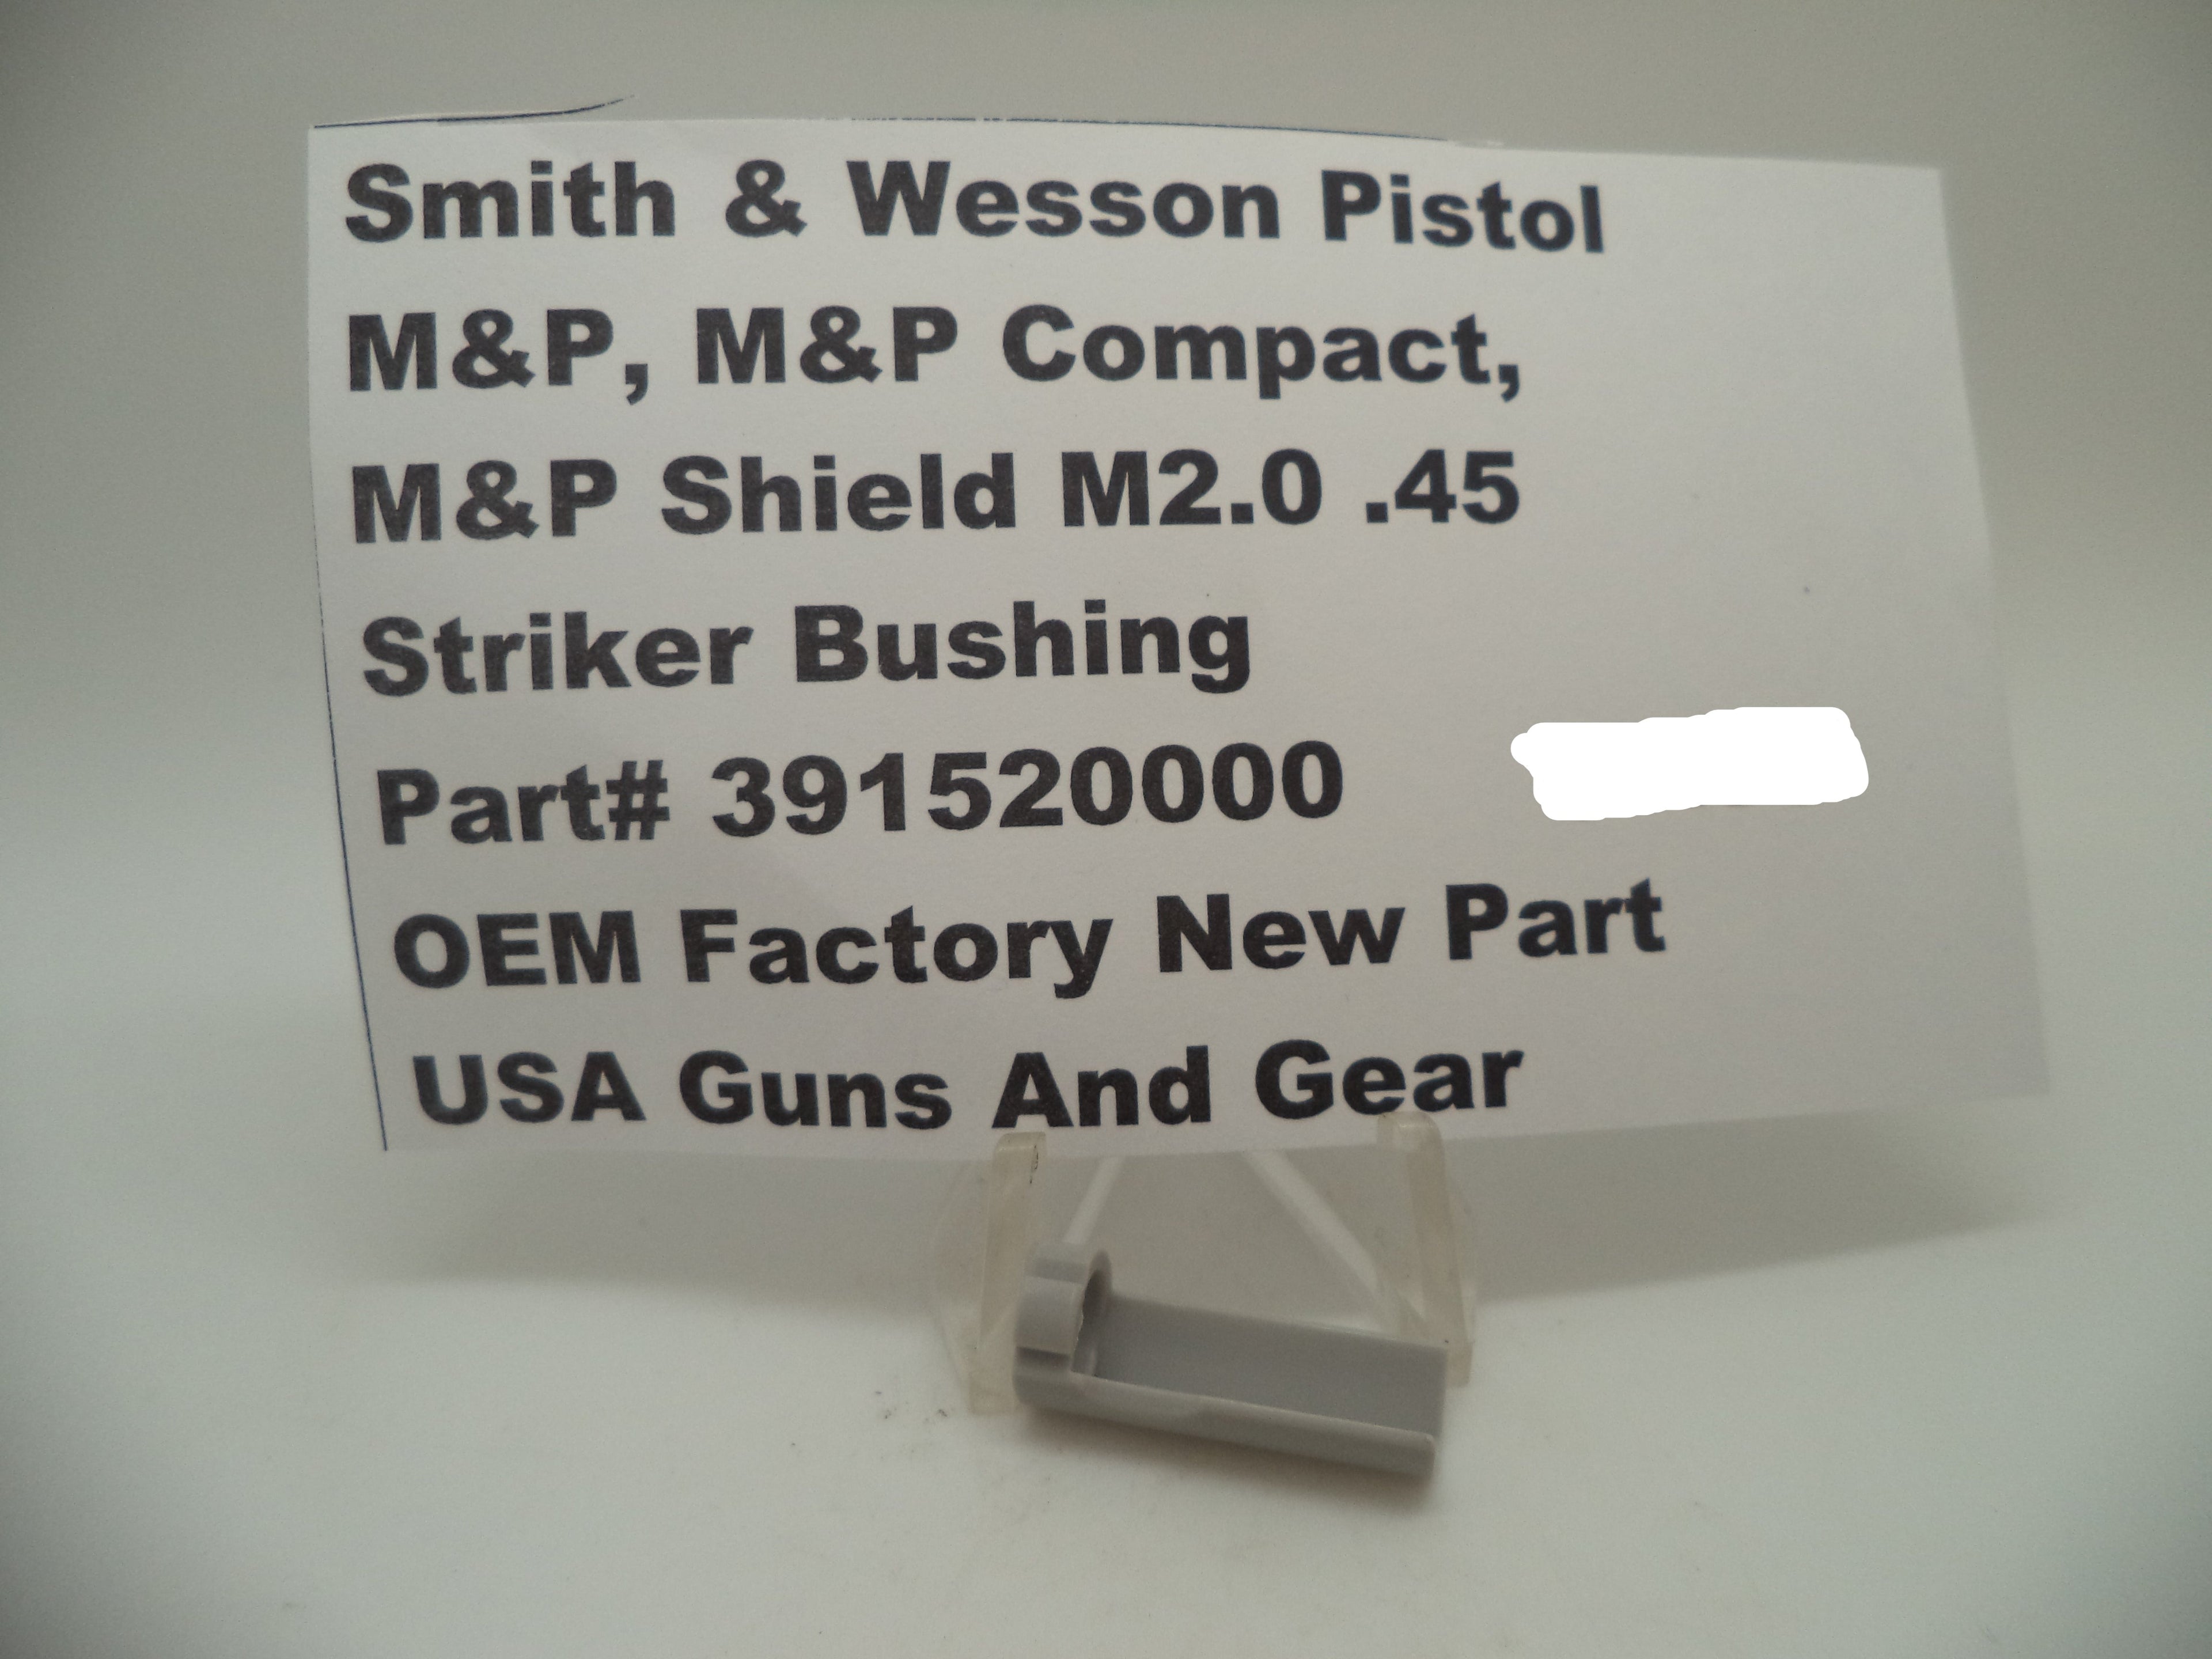 Smith & Wesson Pistol
M&P, M&P Compact,
M&P Shield M2.0 .45
Striker Bushing
Part# 391520000
OEM Factory New Part
USA Guns And Gear